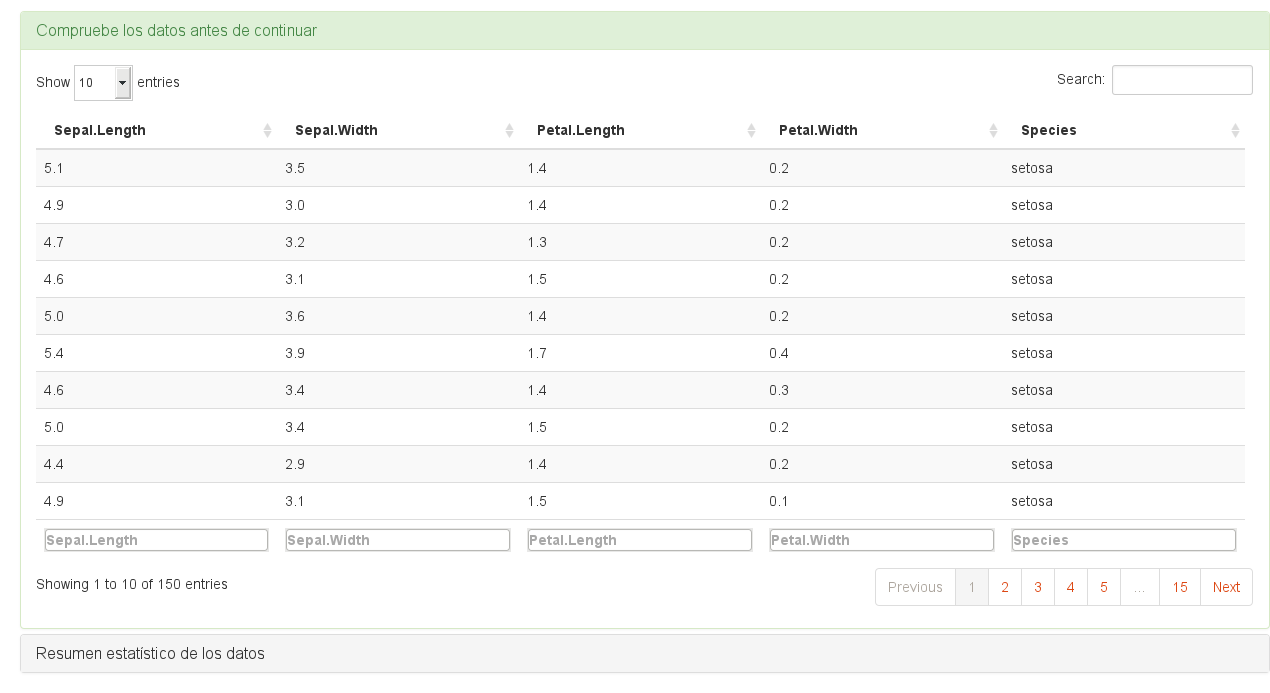 Compruebe los datos antes de continuar
Show 10 entries Search:
Sepal.Length Sepal.Width Petal.Length Petal.Width Species
5.1 3.5 1.4 0.2 setosa
4.9 3.0 1.4 0.2 setosa
4.7 3.2 1.3 0.2 setosa
4.6 3.1 1.5 0.2 setosa
5.0 3.6 1.4 0.2 setosa
5.4 3.9 1.7 0.4 setosa
4.6 3.4 1.4 0.3 setosa
5.0 3.4 1.5 0.2 setosa
4.4 2.9 1.4 0.2 setosa
4.9 3.1 1.5 0.1 setosa
Sepal.Length Sepal.Width Petal.Length Petal.Width Species
Showing 1 to 10 of 150 entries Previous 1 2 3 4 5 ... 15 Next
Resumen estatístico de los datos